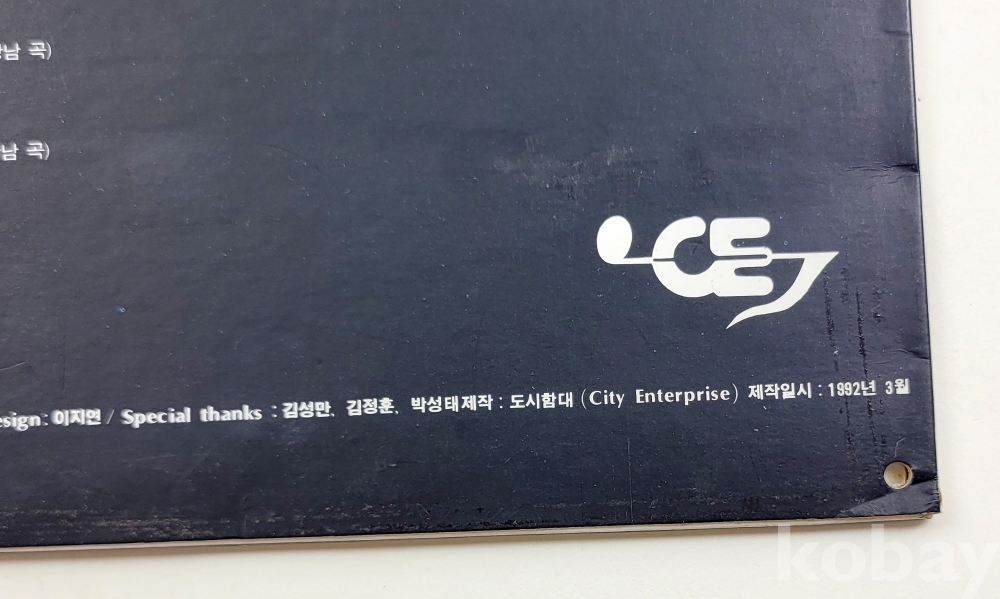 남 곡)
남 곡)
CE
esign: 이지연 / Special thanks : 김성만, 김정훈, 박성태 제작 : 도시함대 (City Enterprise) 제작일시 : 1992년 3월
kobay